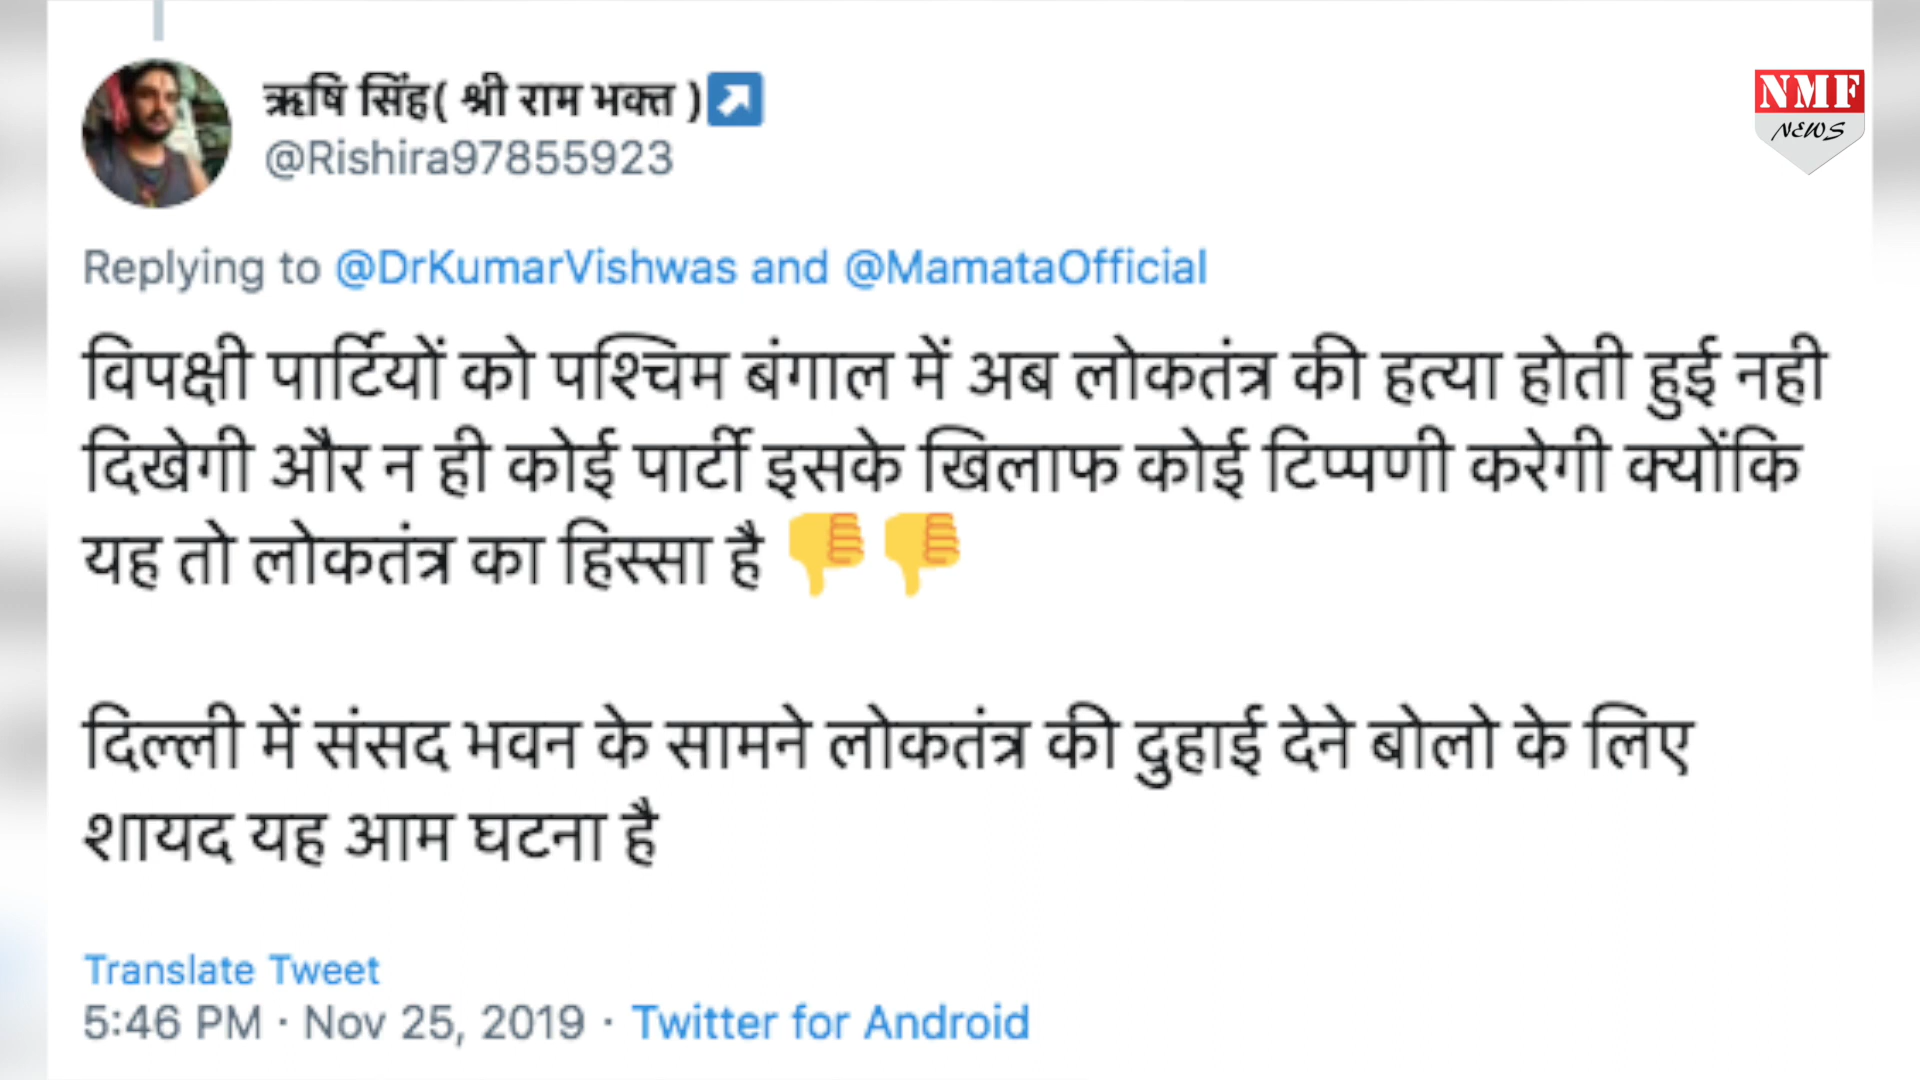 ऋषि सिंह( श्री राम भक्त )↗️
@Rishira97855923
NMF
NEWS
Replying to @DrKumarVishwas and @MamataOfficial
विपक्षी पार्टियों को पश्चिम बंगाल में अब लोकतंत्र की हत्या होती हुई नही
दिखेगी और न ही कोई पार्टी इसके खिलाफ कोई टिप्पणी करेगी क्योंकि
यह तो लोकतंत्र का हिस्सा है 👎👎
दिल्ली में संसद भवन के सामने लोकतंत्र की दुहाई देने बोलो के लिए
शायद यह आम घटना है
Translate Tweet
5:46 PM · Nov 25, 2019 · Twitter for Android